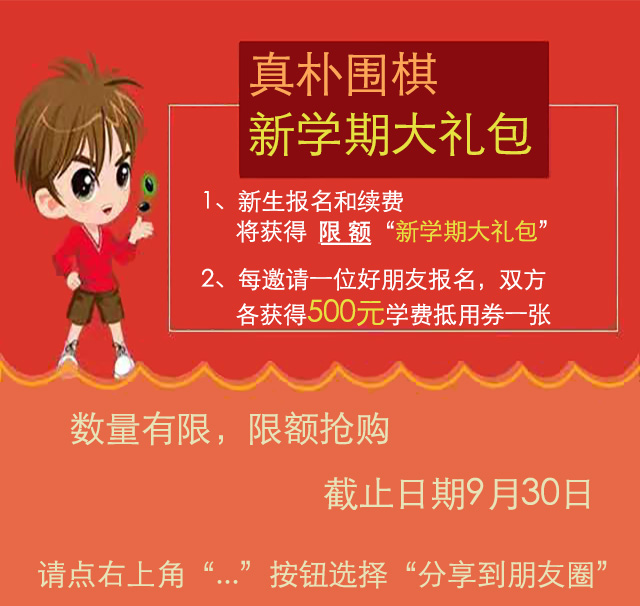 真朴围棋
新学期大礼包
1、新生报名和续费
将获得 限 额 “新学期大礼包”
2、每邀请一位好朋友报名，双方
各获得500元学费抵用券一张
数量有限，限额抢购
截止日期9月30日
请点右上角“...”按钮选择“分享到朋友圈”